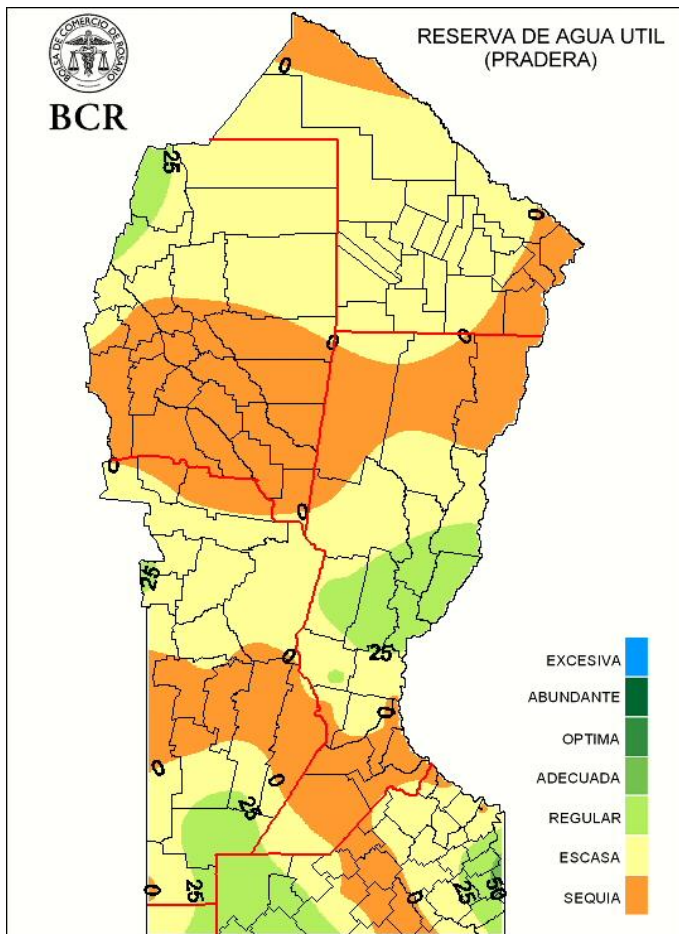 BOLSA DE COMERCIO DE ROSARIO
BCR
RESERVA DE AGUA UTIL
(PRADERA)
0
25
0
0
0
0
0
25
25
0
0
0
0
25
0
25
0
25
50
EXCESIVA
ABUNDANTE
OPTIMA
ADECUADA
REGULAR
ESCASA
SEQUIA